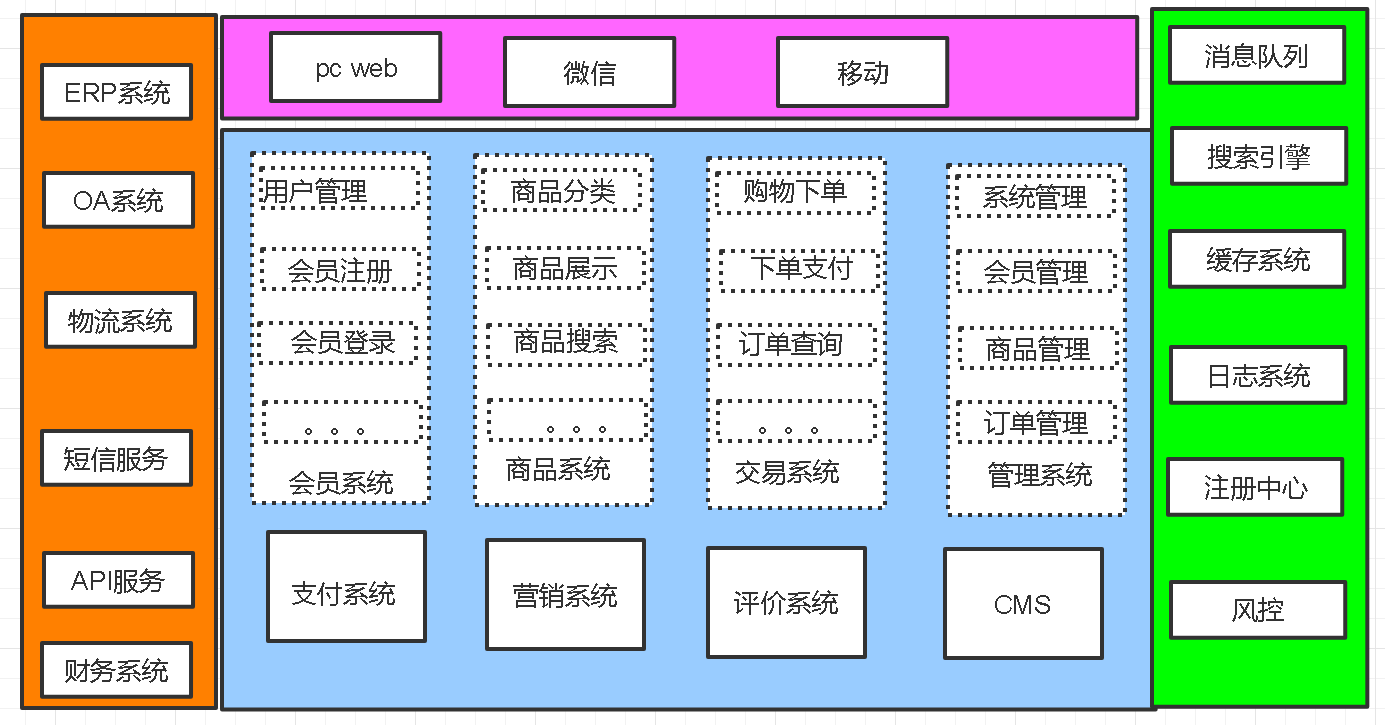 ERP系统
OA系统
物流系统
短信服务
API服务
财务系统
pc web
微信
移动
用户管理
会员注册
会员登录
。。。
会员系统
商品分类
商品展示
商品搜索
。。。
商品系统
购物下单
下单支付
订单查询
。。。
交易系统
系统管理
会员管理
商品管理
订单管理
管理系统
支付系统
营销系统
评价系统
CMS
消息队列
搜索引擎
缓存系统
日志系统
注册中心
风控